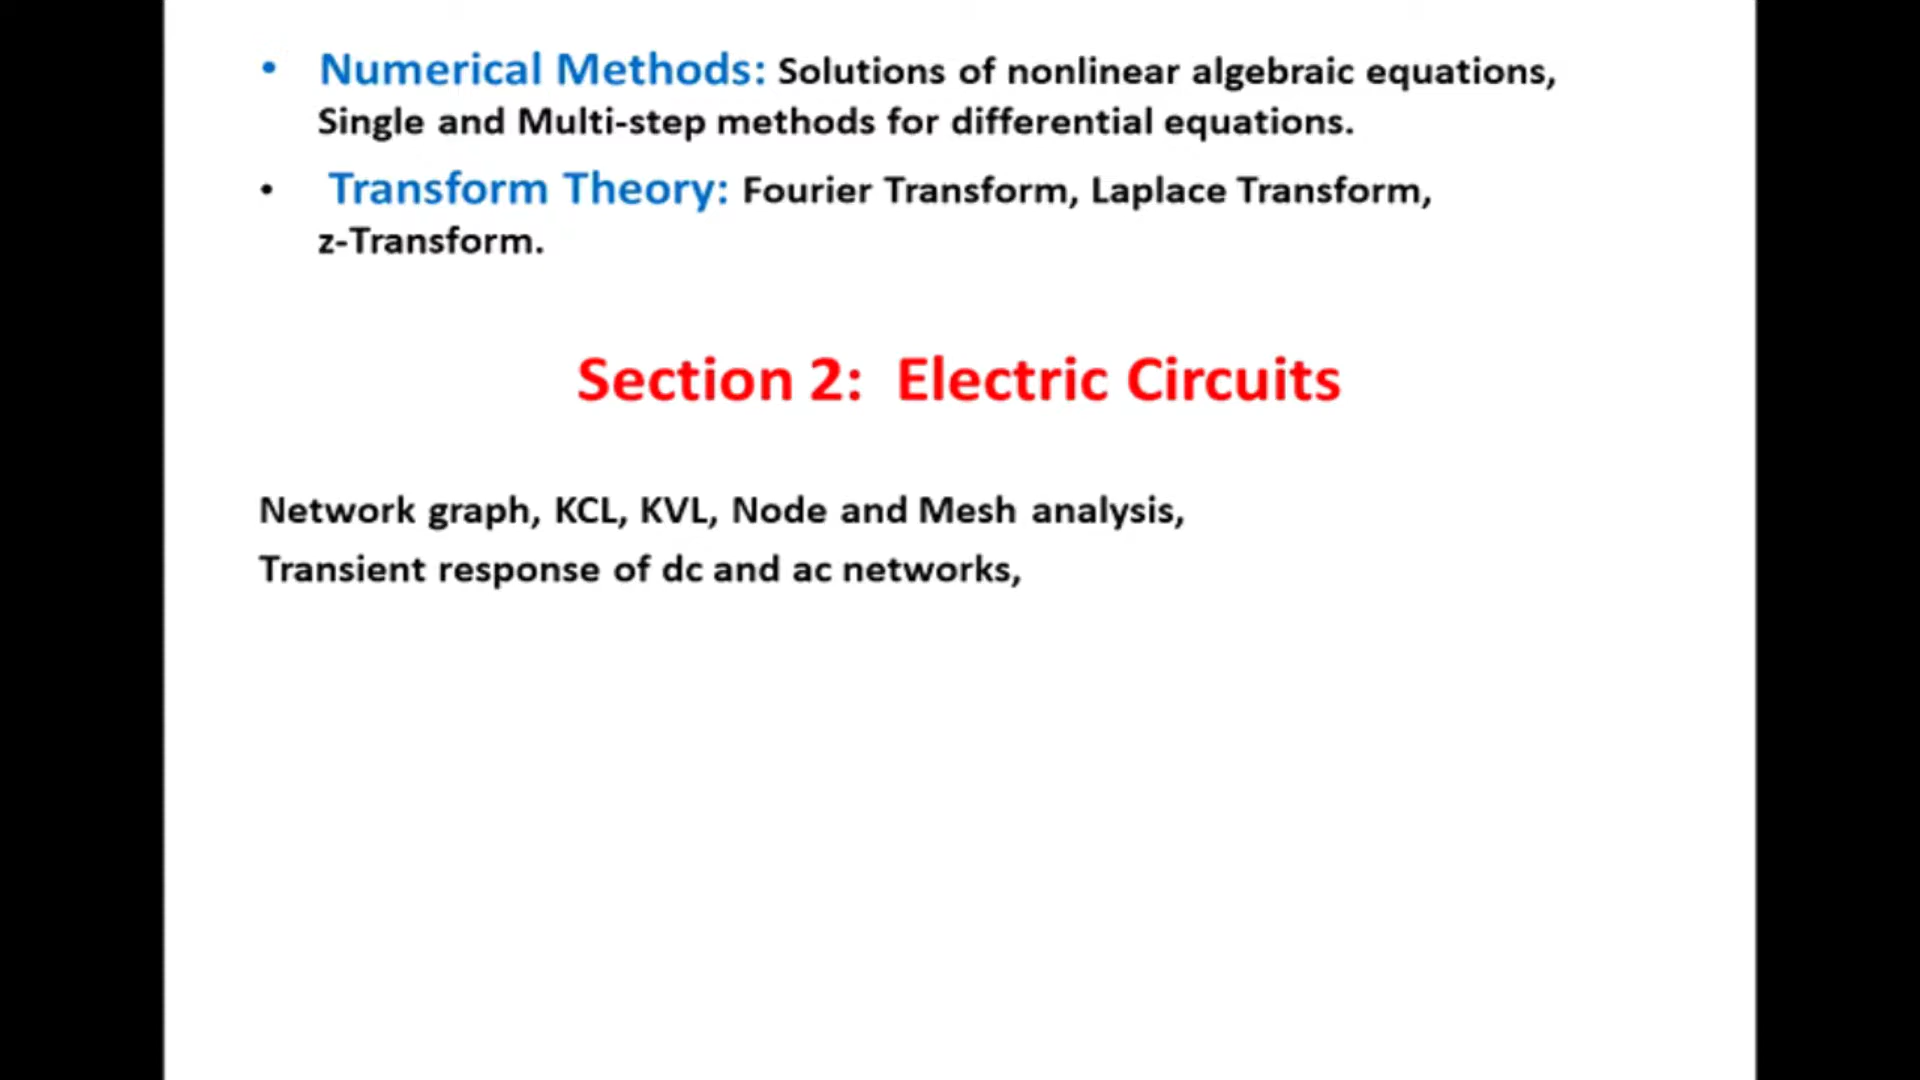 • Numerical Methods: Solutions of nonlinear algebraic equations,
Single and Multi-step methods for differential equations.
• Transform Theory: Fourier Transform, Laplace Transform,
z-Transform.
Section 2: Electric Circuits
Network graph, KCL, KVL, Node and Mesh analysis,
Transient response of dc and ac networks,